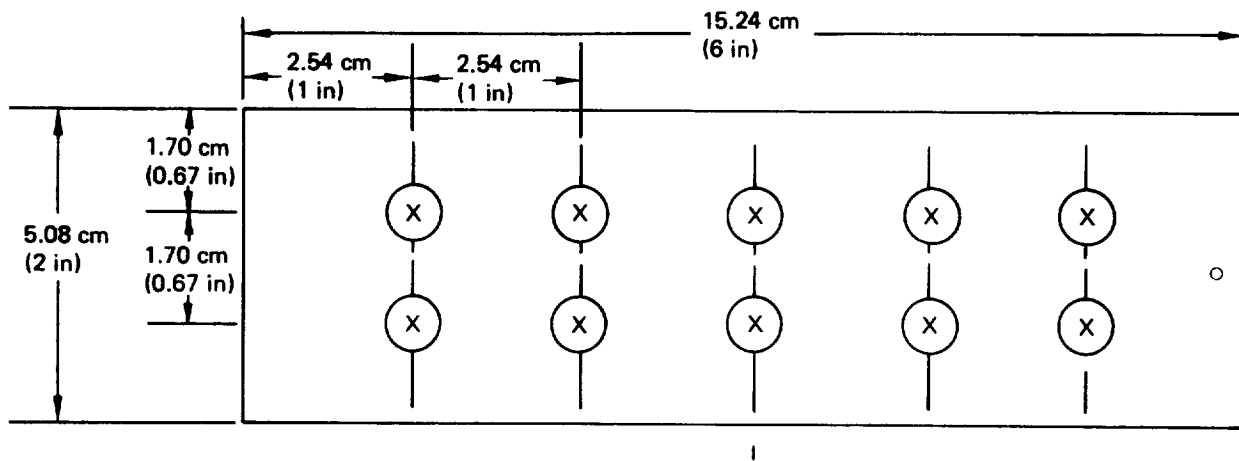 15.24 cm
(6 in)
2.54 cm
(1 in)
2.54 cm
(1 in)
1.70 cm
(0.67 in)
5.08 cm
(2 in)
1.70 cm
(0.67 in)
X X X X X
X X X X X